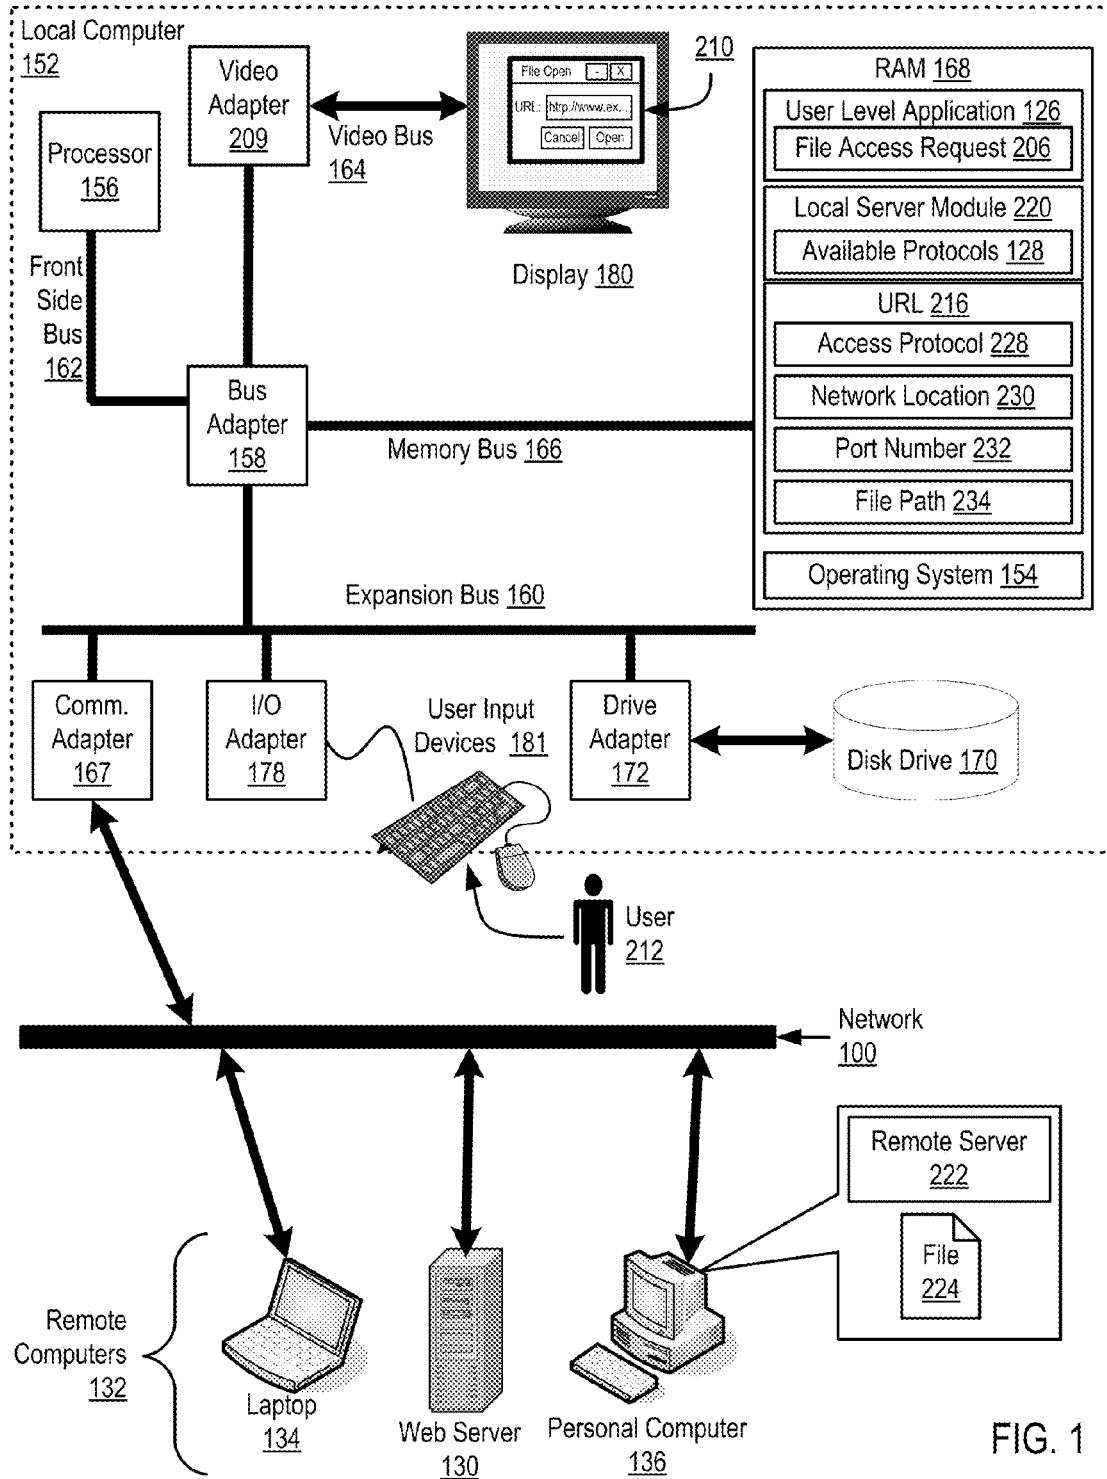 Local Computer
152
Video
Adapter
209
Processor
156
Video Bus
164
File Open
-
X
URL:
http://www.ex...
Cancel
Open
210
Display 180
RAM 168
User Level Application 126
File Access Request 206
Local Server Module 220
Available Protocols 128
URL 216
Access Protocol 228
Network Location 230
Port Number 232
File Path 234
Operating System 154
Front
Side
Bus
162
Bus
Adapter
158
Memory Bus 166
Expansion Bus 160
Comm.
Adapter
167
I/O
Adapter
178
User Input
Devices 181
Drive
Adapter
172
Disk Drive 170
User
212
Network
100
Remote Server
222
File
224
Remote
Computers
132
Laptop
134
Web Server
130
Personal Computer
136
FIG. 1